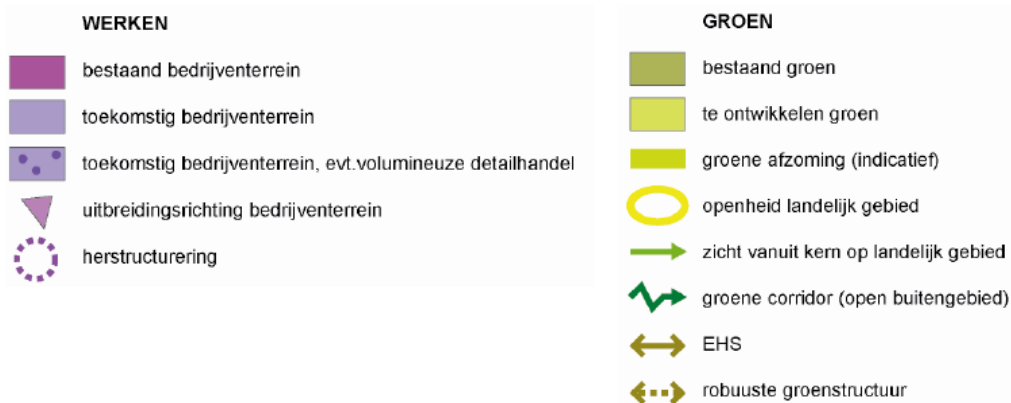 WERKEN
bestaand bedrijventerrein
toekomstig bedrijventerrein
toekomstig bedrijventerrein, evt.volumineuze detailhandel
uitbreidingsrichting bedrijventerrein
herstructurering
GROEN
bestaand groen
te ontwikkelen groen
groene afzoming (indicatief)
openheid landelijk gebied
zicht vanuit kern op landelijk gebied
groene corridor (open buitengebied)
EHS
robuuste groenstructuur